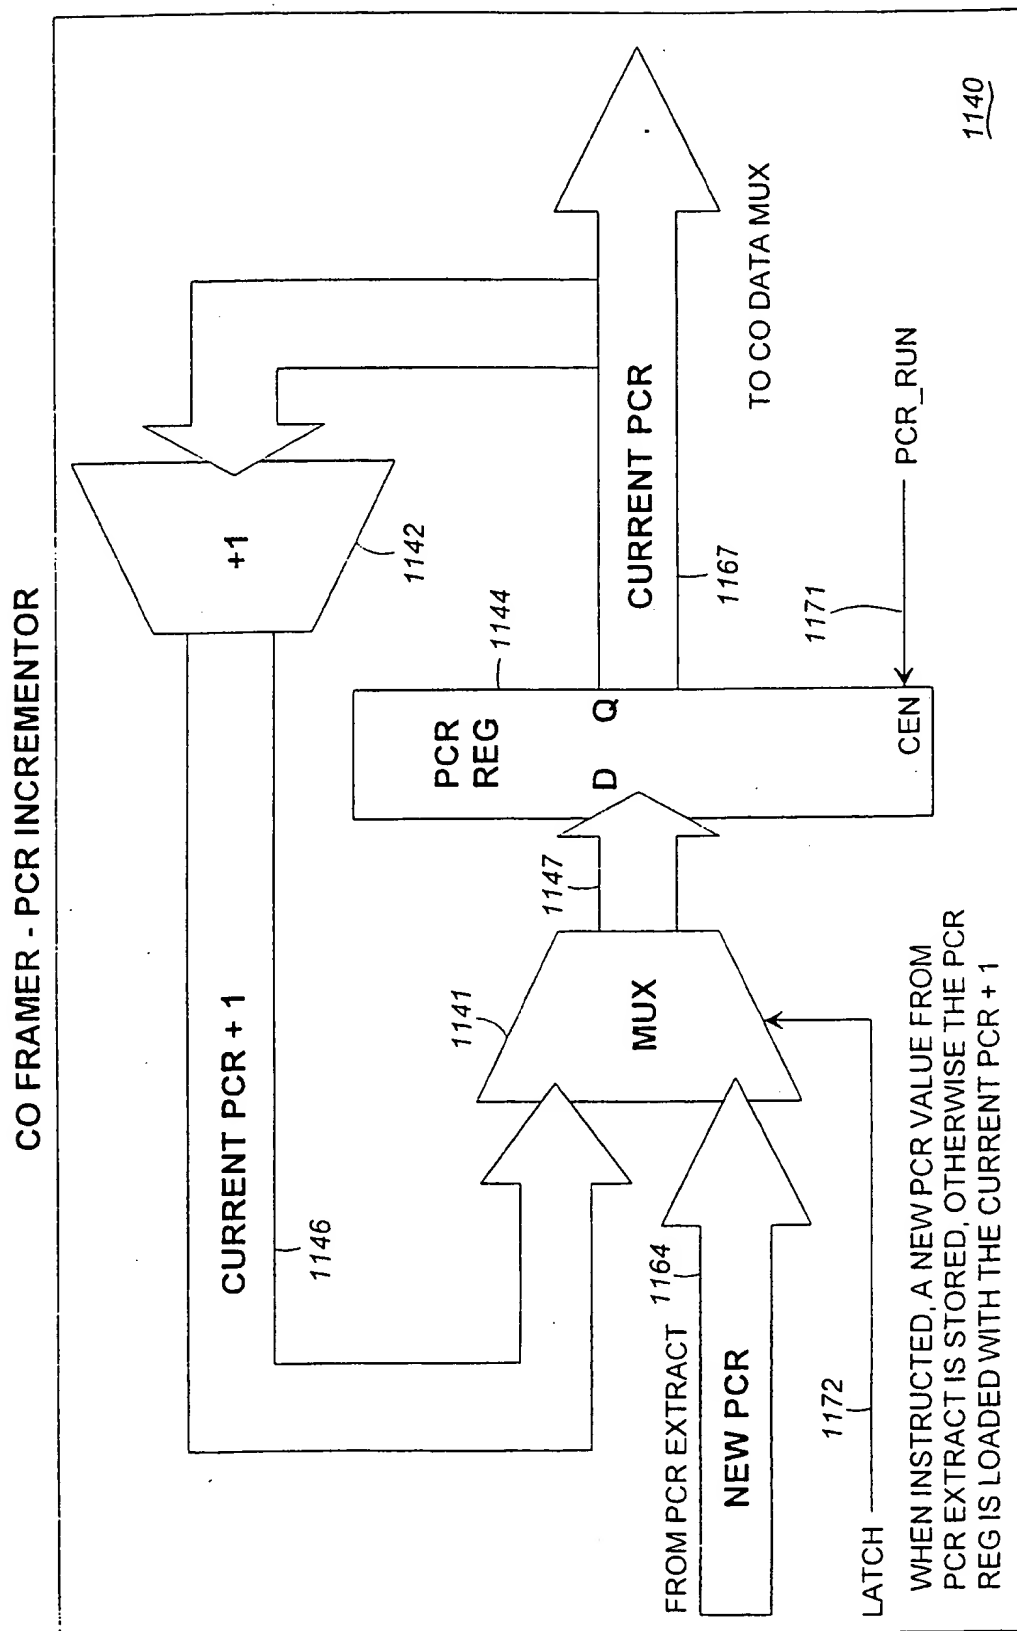 CO FRAMER - PCR INCREMENTOR
CURRENT PCR + 1
1146
+1
1142
FROM PCR EXTRACT
1164
NEW PCR
1141
MUX
1147
PCR
REG
1144
D
Q
CEN
CURRENT PCR
1167
TO CO DATA MUX
1171
PCR_RUN
LATCH
1172
WHEN INSTRUCTED, A NEW PCR VALUE FROM
PCR EXTRACT IS STORED, OTHERWISE THE PCR
REG IS LOADED WITH THE CURRENT PCR + 1
1140